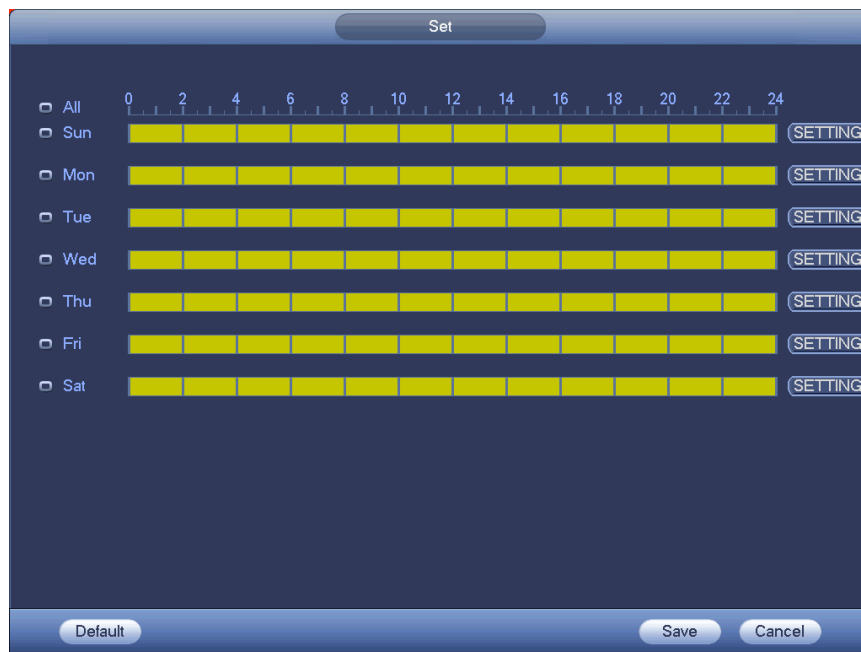 Set
All 0 2 4 6 8 10 12 14 16 18 20 22 24
Sun SETTING
Mon SETTING
Tue SETTING
Wed SETTING
Thu SETTING
Fri SETTING
Sat SETTING
Default Save Cancel